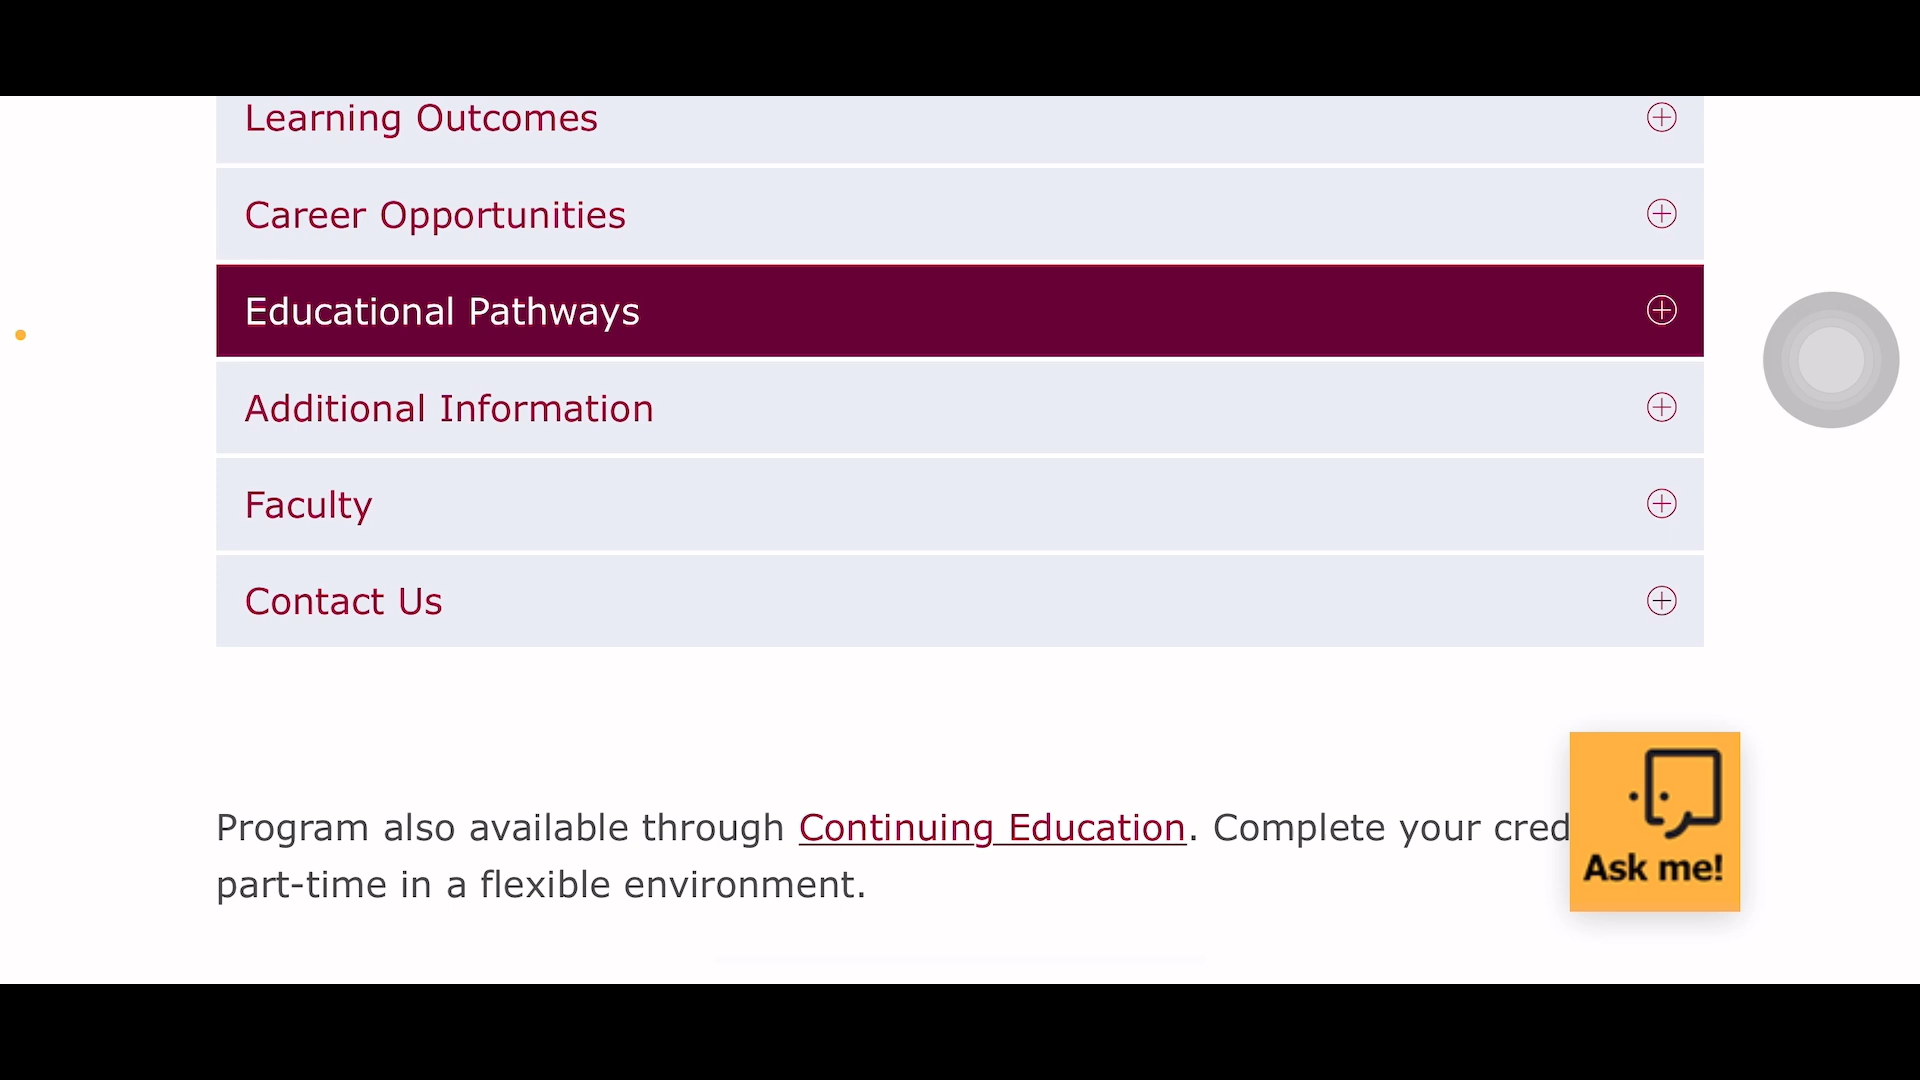 Learning Outcomes
Career Opportunities
Educational Pathways
Additional Information
Faculty
Contact Us
Program also available through Continuing Education. Complete your cred
part-time in a flexible environment.
Ask me!